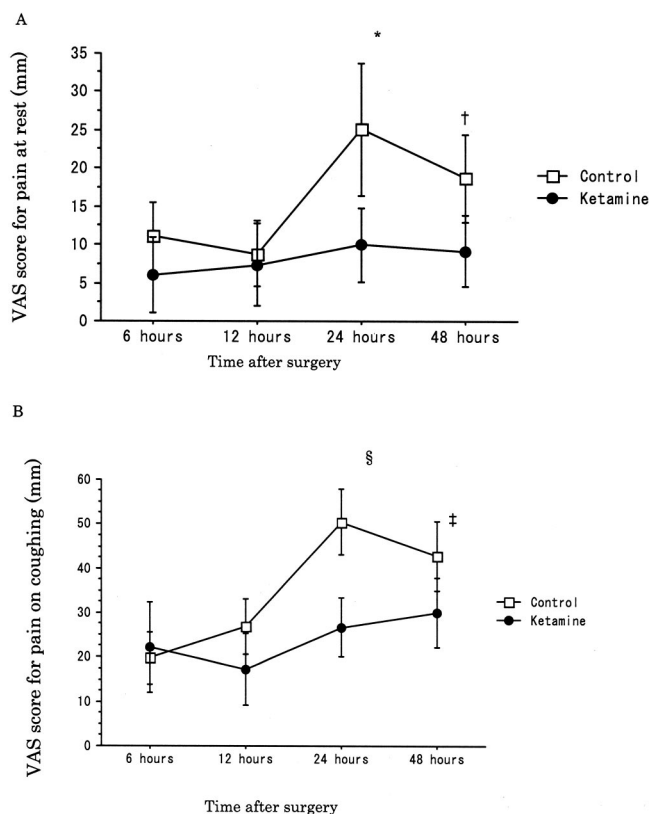 A
*
35
30
25
20
15
10
5
0
†
VAS score for pain at rest (mm)
Control
Ketamine
6 hours 12 hours 24 hours 48 hours
Time after surgery
B
§
60
50
40
30
20
10
0
‡
VAS score for pain on coughing (mm)
Control
Ketamine
6 hours 12 hours 24 hours 48 hours
Time after surgery